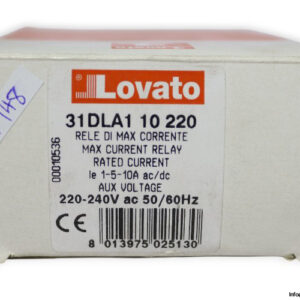 Lovato
31DLA1 10 220
RELE DI MAX CORRENTE
MAX CURRENT RELAY
RATED CURRENT
Ie 1-5-10A ac/dc
AUX VOLTAGE
220-240V ac 50/60Hz
CE
8 013975 025130
00010536
148